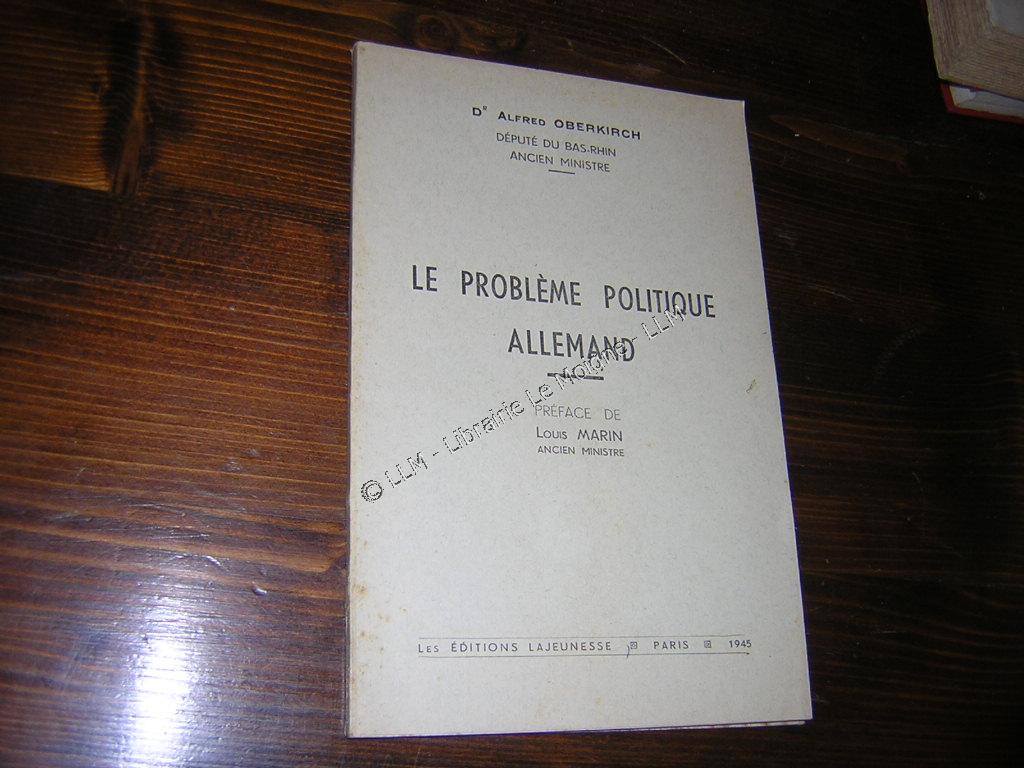 Dᴿ ALFRED OBERKIRCH
DÉPUTÉ DU BAS-RHIN
ANCIEN MINISTRE
LE PROBLÈME POLITIQUE
ALLEMAND
PRÉFACE DE
LOUIS MARIN
ANCIEN MINISTRE
© LLM - Librairie Le Moigne - LLM
LES ÉDITIONS LAJEUNESSE PARIS 1945